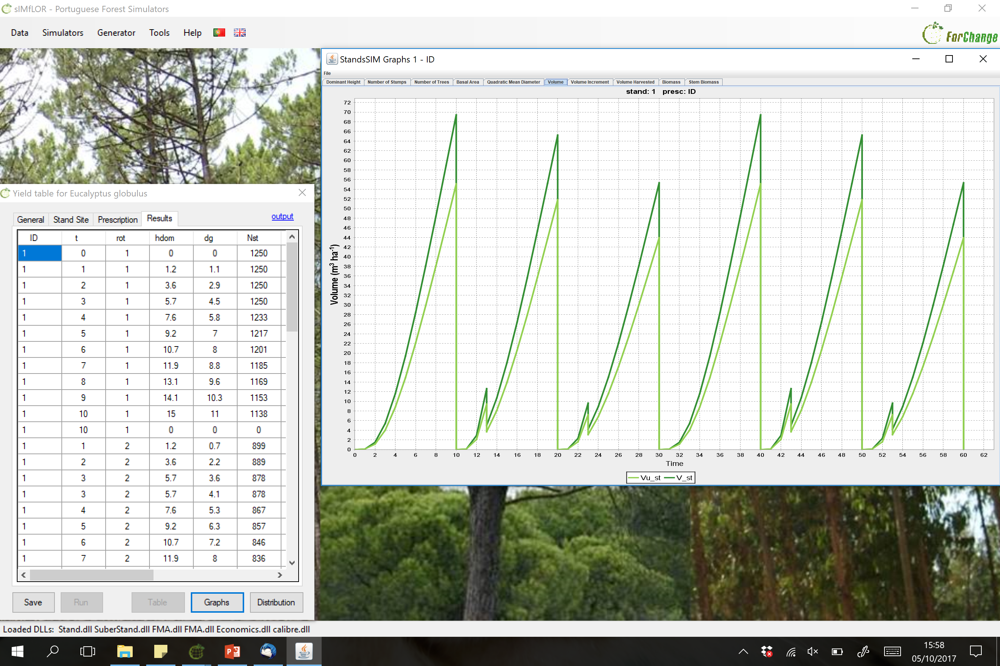 sIMfLOR - Portuguese Forest Simulators
Data Simulators Generator Tools Help
ForChange
StandsSIM Graphs 1 - ID
File
Dominant Height Number of Stumps Number of Trees Basal Area Quadratic Mean Diameter Volume Volume Increment Volume Harvested Biomass Stem Biomass
stand: 1 presc: ID
72
70
68
66
64
62
60
58
56
54
52
50
48
46
44
42
40
38
36
34
32
30
28
26
24
22
20
18
16
14
12
10
8
6
4
2
0
Volume (m³ ha⁻¹)
0 2 4 6 8 10 12 14 16 18 20 22 24 26 28 30 32 34 36 38 40 42 44 46 48 50 52 54 56 58 60 62
Time
Vu_st V_st
Yield table for Eucalyptus globulus
General Stand Site Prescription Results output
ID t rot hdom dg Nst
1 0 1 0 0 1250
1 1 1 1.2 1.1 1250
1 2 1 3.6 2.9 1250
1 3 1 5.7 4.5 1250
1 4 1 7.6 5.8 1233
1 5 1 9.2 7 1217
1 6 1 10.7 8 1201
1 7 1 11.9 8.8 1185
1 8 1 13.1 9.6 1169
1 9 1 14.1 10.3 1153
1 10 1 15 11 1138
1 10 1 0 0 0
1 1 2 1.2 0.7 899
1 2 2 3.6 2.2 889
1 3 2 5.7 3.6 878
1 3 2 5.7 4.1 878
1 4 2 7.6 5.3 867
1 5 2 9.2 6.3 857
1 6 2 10.7 7.2 846
1 7 2 11.9 8 836
Save Run Table Graphs Distribution
Loaded DLLs: Stand.dll SuberStand.dll FMA.dll FMA.dll Economics.dll calibre.dll
15:58
05/10/2017